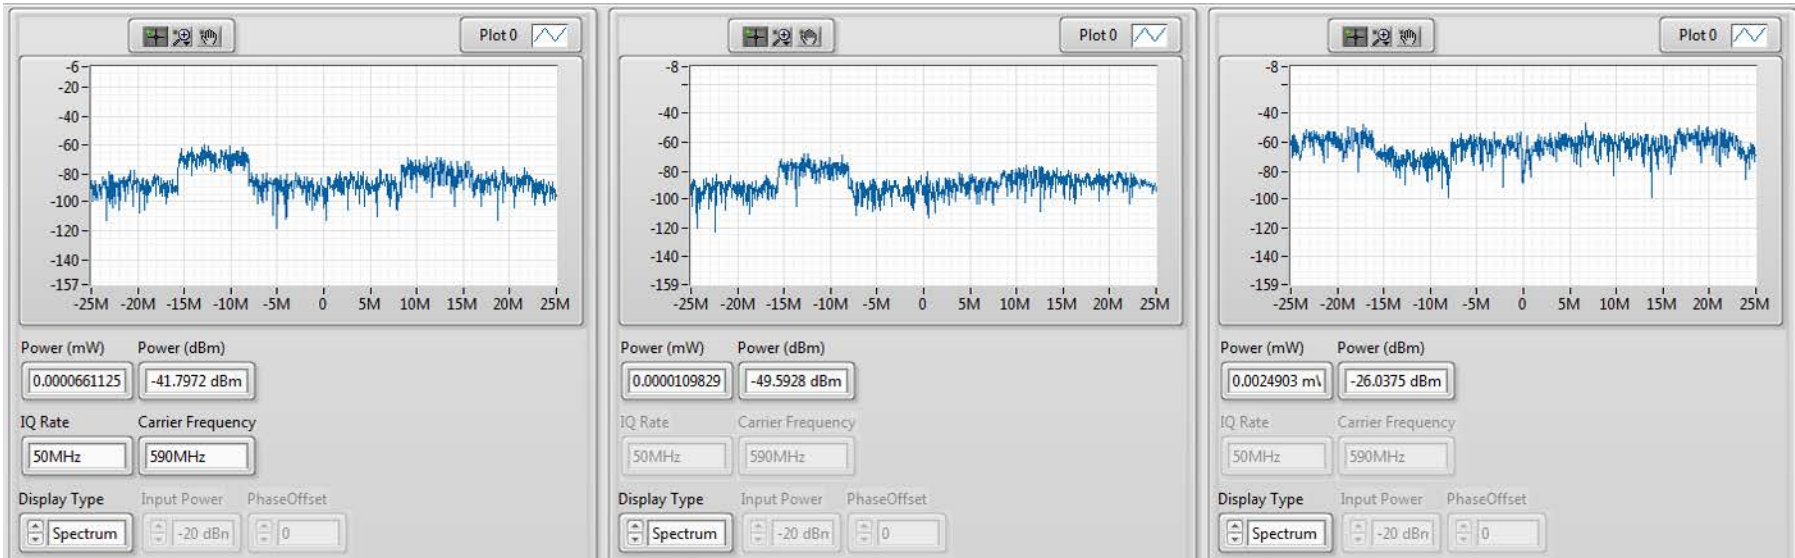 Plot 0
-6
-20
-40
-60
-80
-100
-120
-140
-157
-25M -20M -15M -10M -5M 0 5M 10M 15M 20M 25M
Power (mW) Power (dBm)
0.0000661125 -41.7972 dBm
IQ Rate Carrier Frequency
50MHz 590MHz
Display Type Input Power PhaseOffset
Spectrum -20 dBn 0
Plot 0
-8
-40
-60
-80
-100
-120
-140
-159
-25M -20M -15M -10M -5M 0 5M 10M 15M 20M 25M
Power (mW) Power (dBm)
0.0000109829 -49.5928 dBm
IQ Rate Carrier Frequency
50MHz 590MHz
Display Type Input Power PhaseOffset
Spectrum -20 dBn 0
Plot 0
-8
-40
-60
-80
-100
-120
-140
-159
-25M -20M -15M -10M -5M 0 5M 10M 15M 20M 25M
Power (mW) Power (dBm)
0.0024903 m\ -26.0375 dBm
IQ Rate Carrier Frequency
50MHz 590MHz
Display Type Input Power PhaseOffset
Spectrum -20 dBn 0